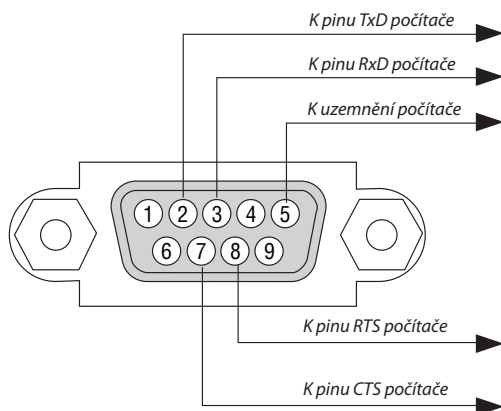 K pinu TxD počítače
K pinu RxD počítače
K uzemnění počítače
1 2 3 4 5
6 7 8 9
K pinu RTS počítače
K pinu CTS počítače